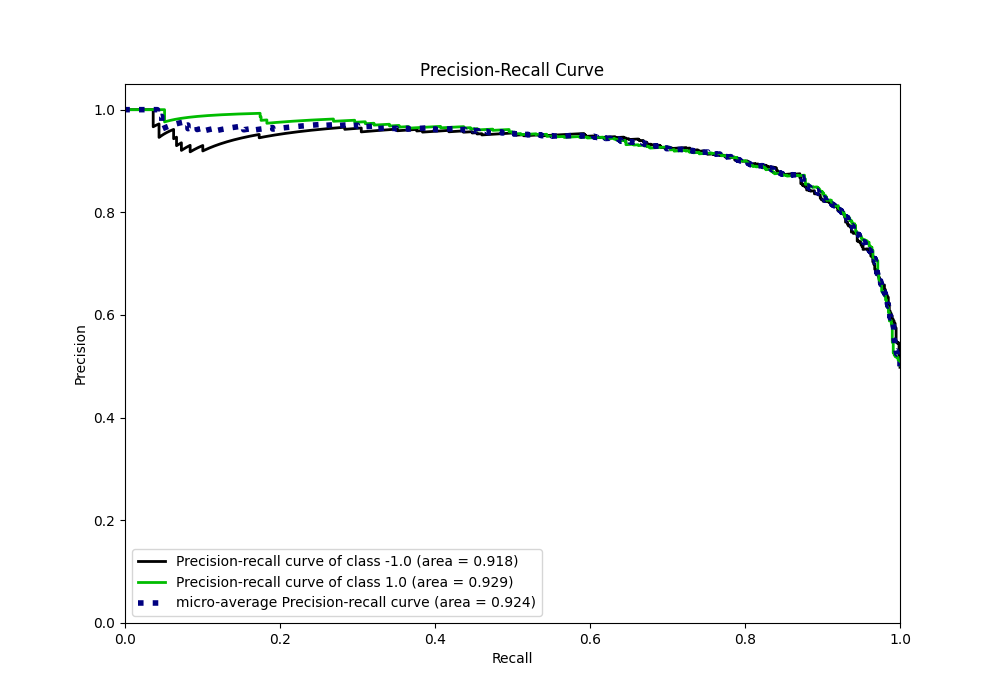 Precision-Recall Curve
1.0
0.8
0.6
0.4
0.2
0.0
Precision
Precision-recall curve of class -1.0 (area = 0.918)
Precision-recall curve of class 1.0 (area = 0.929)
micro-average Precision-recall curve (area = 0.924)
0.0 0.2 0.4 0.6 0.8 1.0
Recall